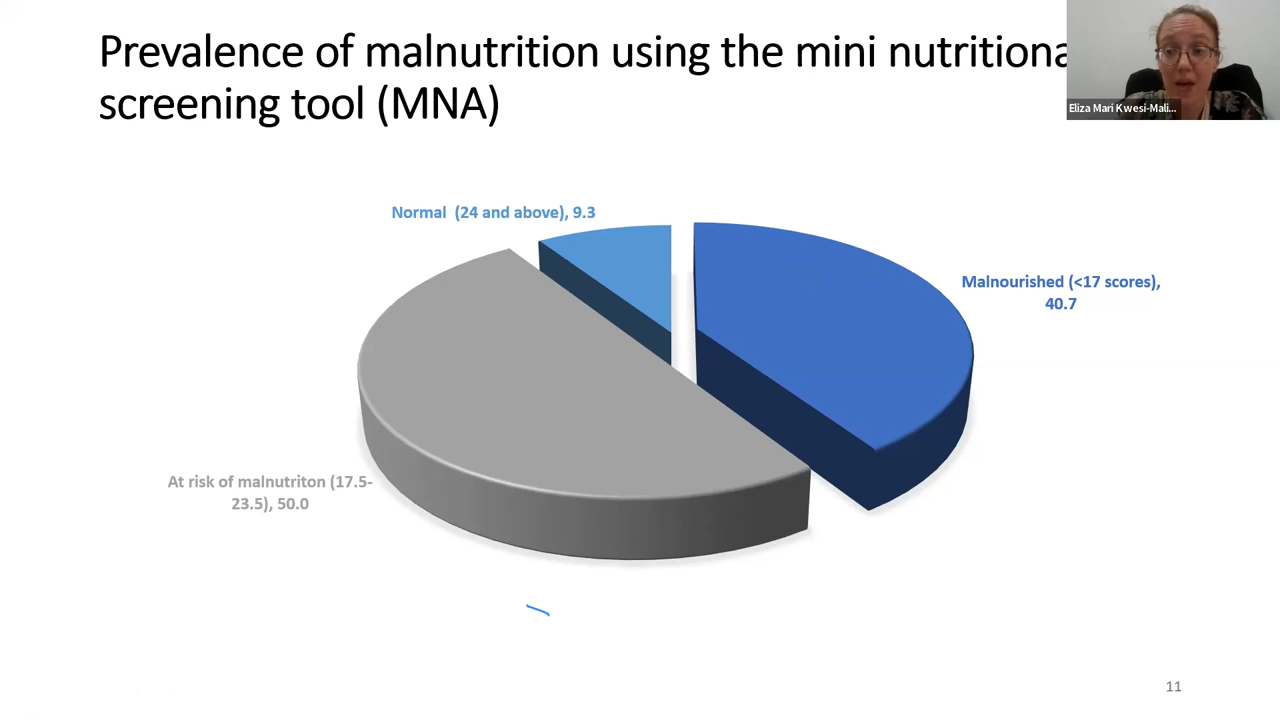 Prevalence of malnutrition using the mini nutritiona
screening tool (MNA)
Eliza Mari Kwesi-Mali...
Normal (24 and above), 9.3
Malnourished (<17 scores),
40.7
At risk of malnutriton (17.5-
23.5), 50.0
11